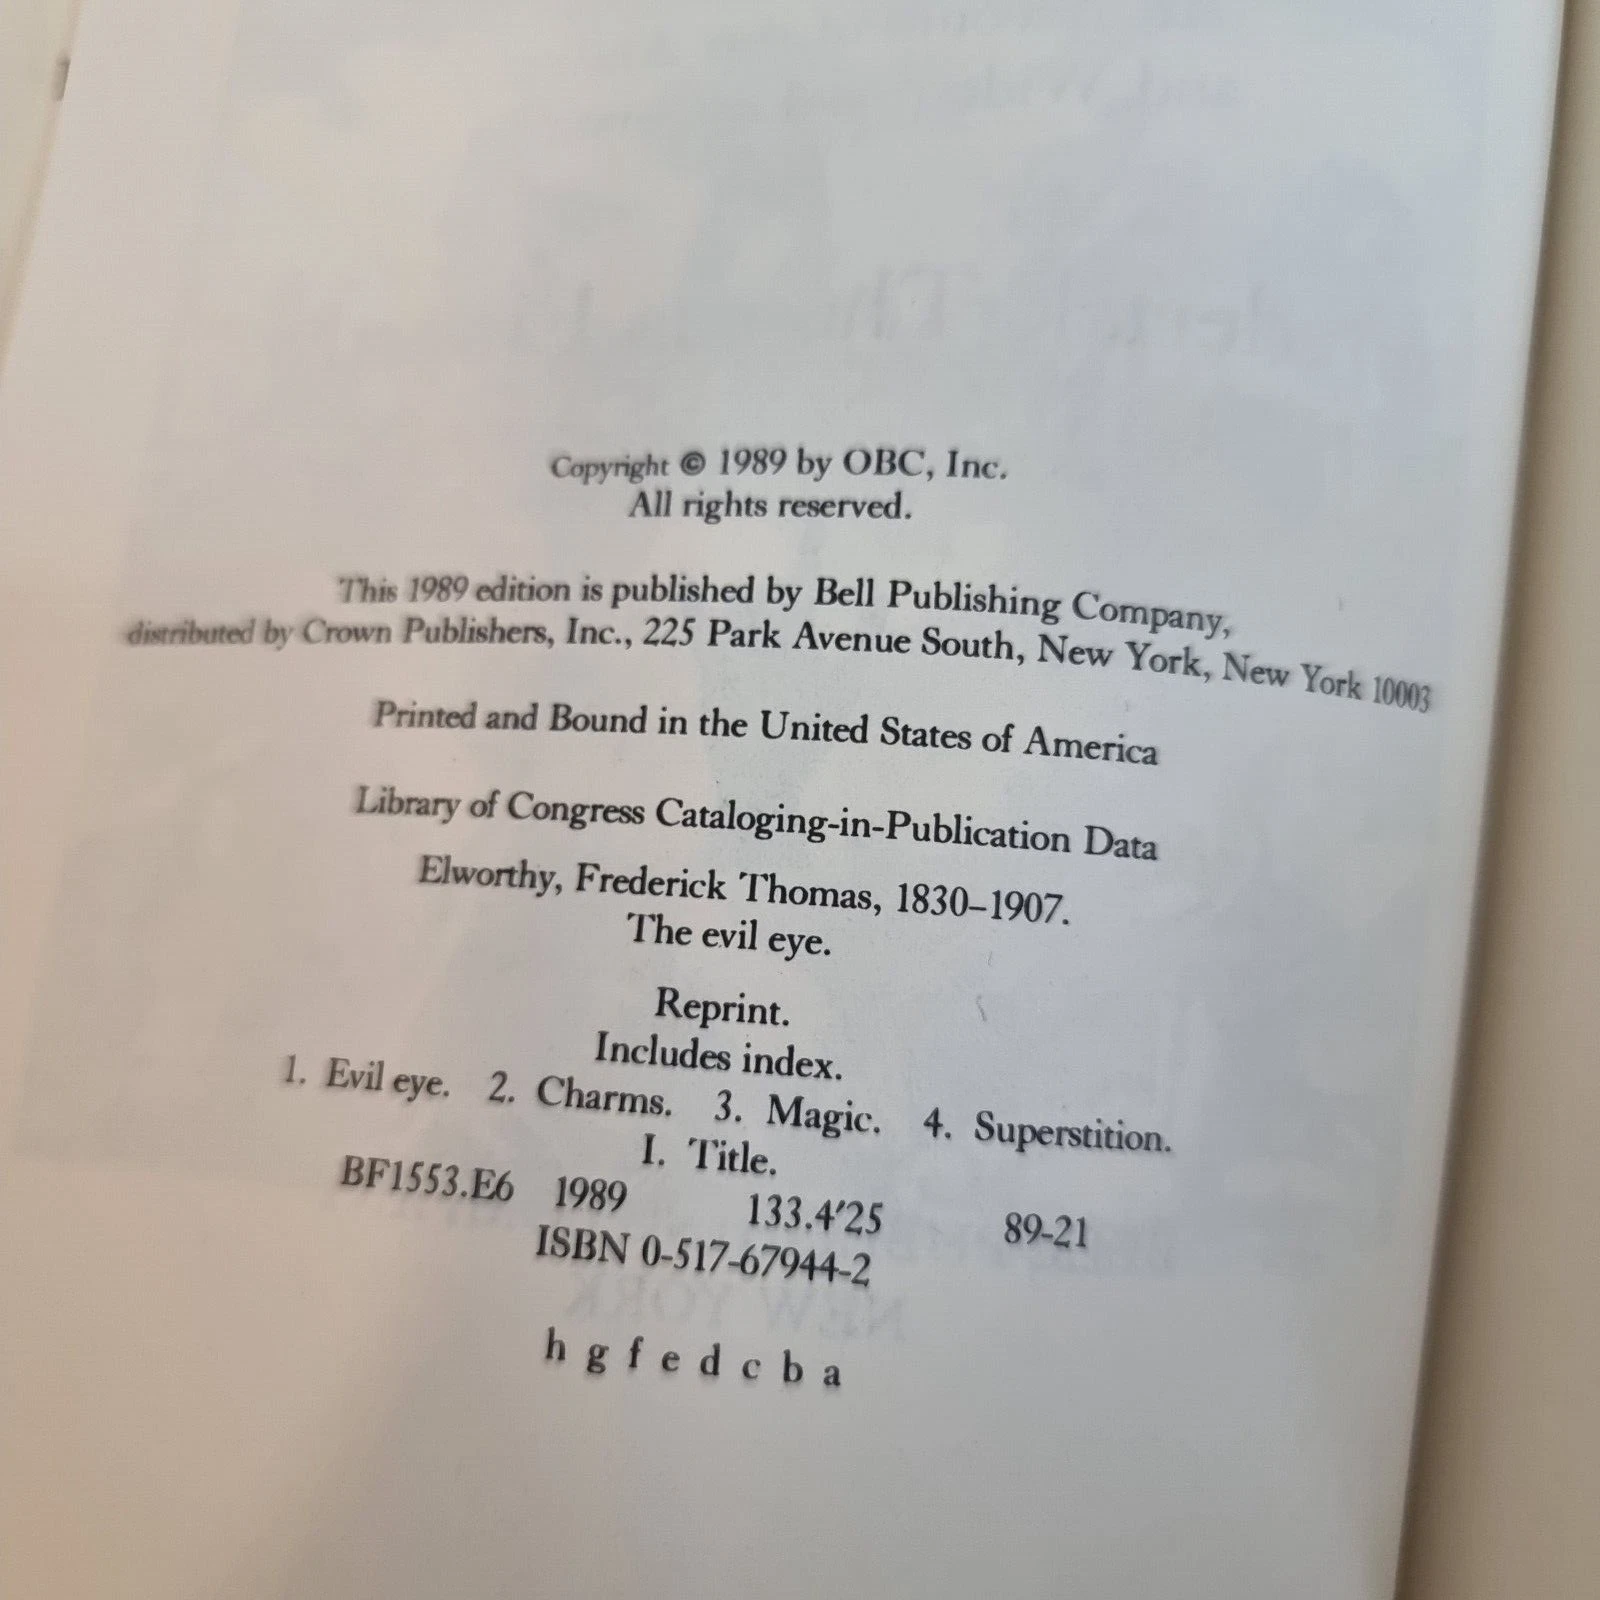 Copyright © 1989 by OBC, Inc.
All rights reserved.
This 1989 edition is published by Bell Publishing Company,
distributed by Crown Publishers, Inc., 225 Park Avenue South, New York, New York 10003
Printed and Bound in the United States of America
Library of Congress Cataloging-in-Publication Data
Elworthy, Frederick Thomas, 1830–1907.
The evil eye.
Reprint.
Includes index.
1. Evil eye. 2. Charms. 3. Magic. 4. Superstition.
I. Title.
BF1553.E6 1989 133.4′25 89-21
ISBN 0-517-67944-2
h g f e d c b a